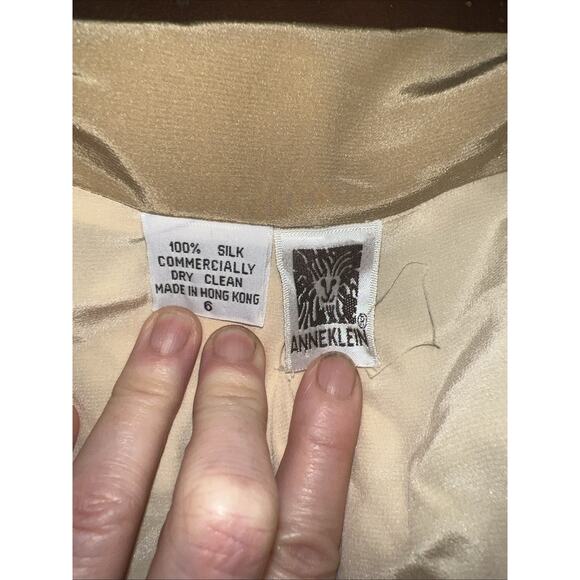 100% SILK
COMMERCIALLY
DRY CLEAN
MADE IN HONG KONG
6
ANNEKLEIN®